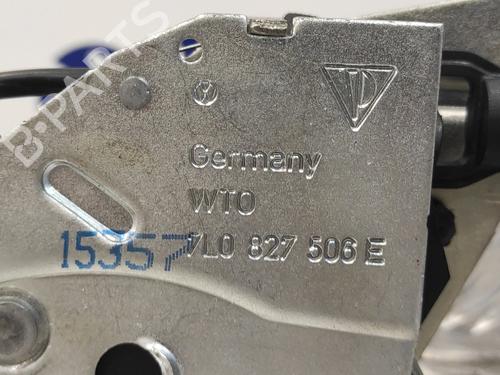 B-PARTS
Germany
WTO
15357
7L0 827 506 E